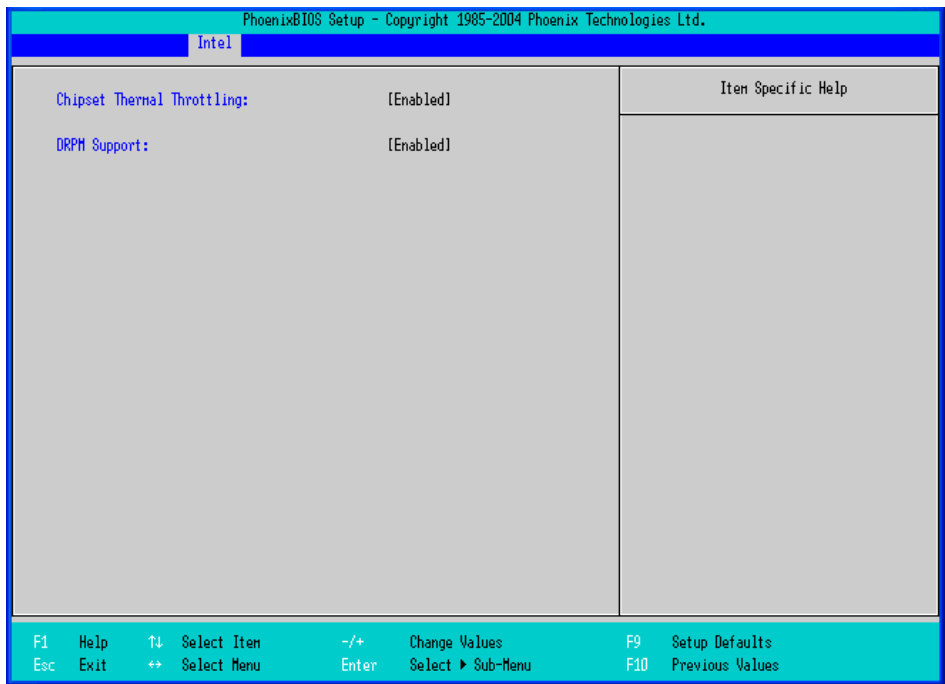 PhoenixBIOS Setup - Copyright 1985-2004 Phoenix Technologies Ltd.
Intel
Chipset Thermal Throttling: [Enabled]
DRPM Support: [Enabled]
Item Specific Help
F1 Help ↑↓ Select Item -/+ Change Values F9 Setup Defaults
Esc Exit ↔ Select Menu Enter Select ▶ Sub-Menu F10 Previous Values